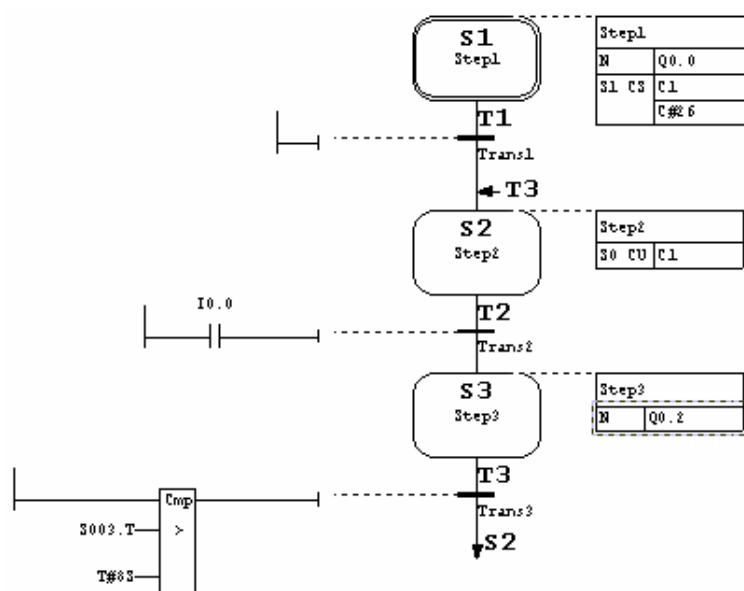 S1
Step1
Step1
N Q0.0
S1 CS C1
C#26
T1
Trans1
T3
S2
Step2
Step2
S0 CU C1
I0.0
T2
Trans2
S3
Step3
Step3
N Q0.2
T3
Trans3
Cmp
S003.T
>
T#8S
S2